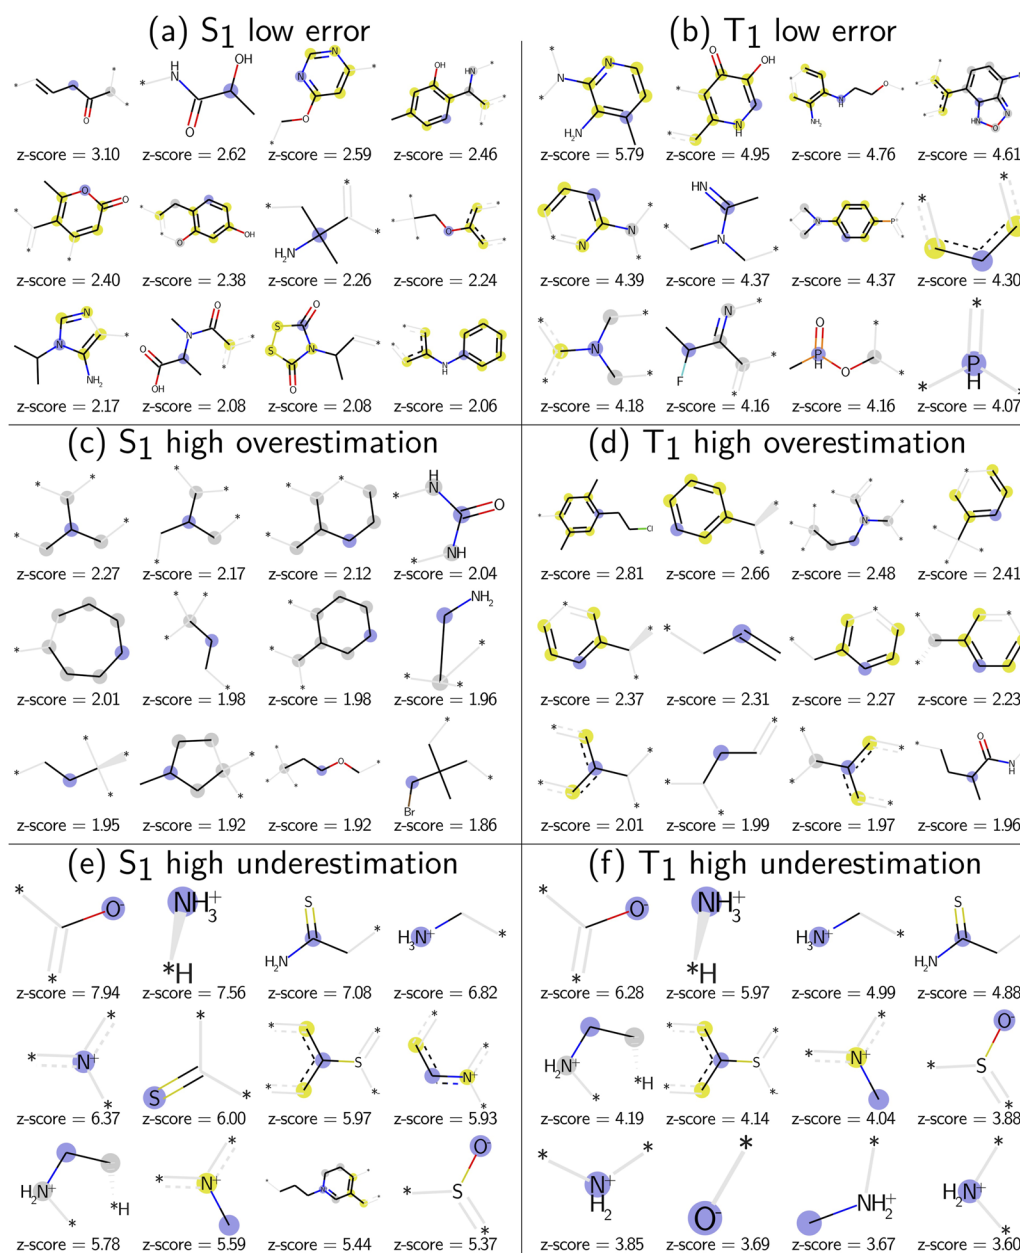 (a) S1 low error
(b) T1 low error
z-score = 3.10
z-score = 2.62
z-score = 2.59
z-score = 2.46
z-score = 5.79
z-score = 4.95
z-score = 4.76
z-score = 4.61
z-score = 2.40
z-score = 2.38
z-score = 2.26
z-score = 2.24
z-score = 4.39
z-score = 4.37
z-score = 4.37
z-score = 4.30
z-score = 2.17
z-score = 2.08
z-score = 2.08
z-score = 2.06
z-score = 4.18
z-score = 4.16
z-score = 4.16
z-score = 4.07
(c) S1 high overestimation
(d) T1 high overestimation
z-score = 2.27
z-score = 2.17
z-score = 2.12
z-score = 2.04
z-score = 2.81
z-score = 2.66
z-score = 2.48
z-score = 2.41
z-score = 2.01
z-score = 1.98
z-score = 1.98
z-score = 1.96
z-score = 2.37
z-score = 2.31
z-score = 2.27
z-score = 2.23
z-score = 1.95
z-score = 1.92
z-score = 1.92
z-score = 1.86
z-score = 2.01
z-score = 1.99
z-score = 1.97
z-score = 1.96
(e) S1 high underestimation
(f) T1 high underestimation
z-score = 7.94
z-score = 7.56
z-score = 7.08
z-score = 6.82
z-score = 6.28
z-score = 5.97
z-score = 4.99
z-score = 4.88
z-score = 6.37
z-score = 6.00
z-score = 5.97
z-score = 5.93
z-score = 4.19
z-score = 4.14
z-score = 4.04
z-score = 3.88
z-score = 5.78
z-score = 5.59
z-score = 5.44
z-score = 5.37
z-score = 3.85
z-score = 3.69
z-score = 3.67
z-score = 3.60